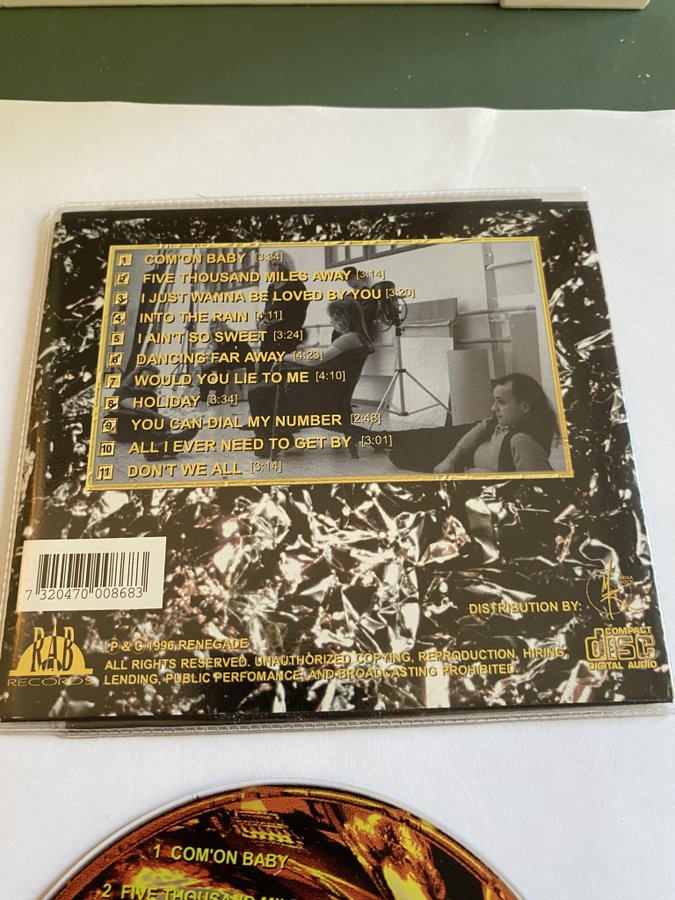 1 COM'ON BABY [3:34]
2 FIVE THOUSAND MILES AWAY [3:14]
3 I JUST WANNA BE LOVED BY YOU [3:20]
4 INTO THE RAIN [4:11]
5 I AIN'T SO SWEET [3:24]
6 DANCING FAR AWAY [4:23]
7 WOULD YOU LIE TO ME [4:10]
8 HOLIDAY [3:34]
9 YOU CAN DIAL MY NUMBER [2:46]
10 ALL I EVER NEED TO GET BY [3:01]
11 DON'T WE ALL [3:14]
7 320470 008683
DISTRIBUTION BY:
RAB
RECORDS
P & C 1996 RENEGADE
ALL RIGHTS RESERVED. UNAUTHORIZED COPYING, REPRODUCTION, HIRING,
LENDING, PUBLIC PERFOMANCE, AND BROADCASTING PROHIBITED.
COMPACT
disc
DIGITAL AUDIO
1 COM'ON BABY
2 FIVE THOUSAND